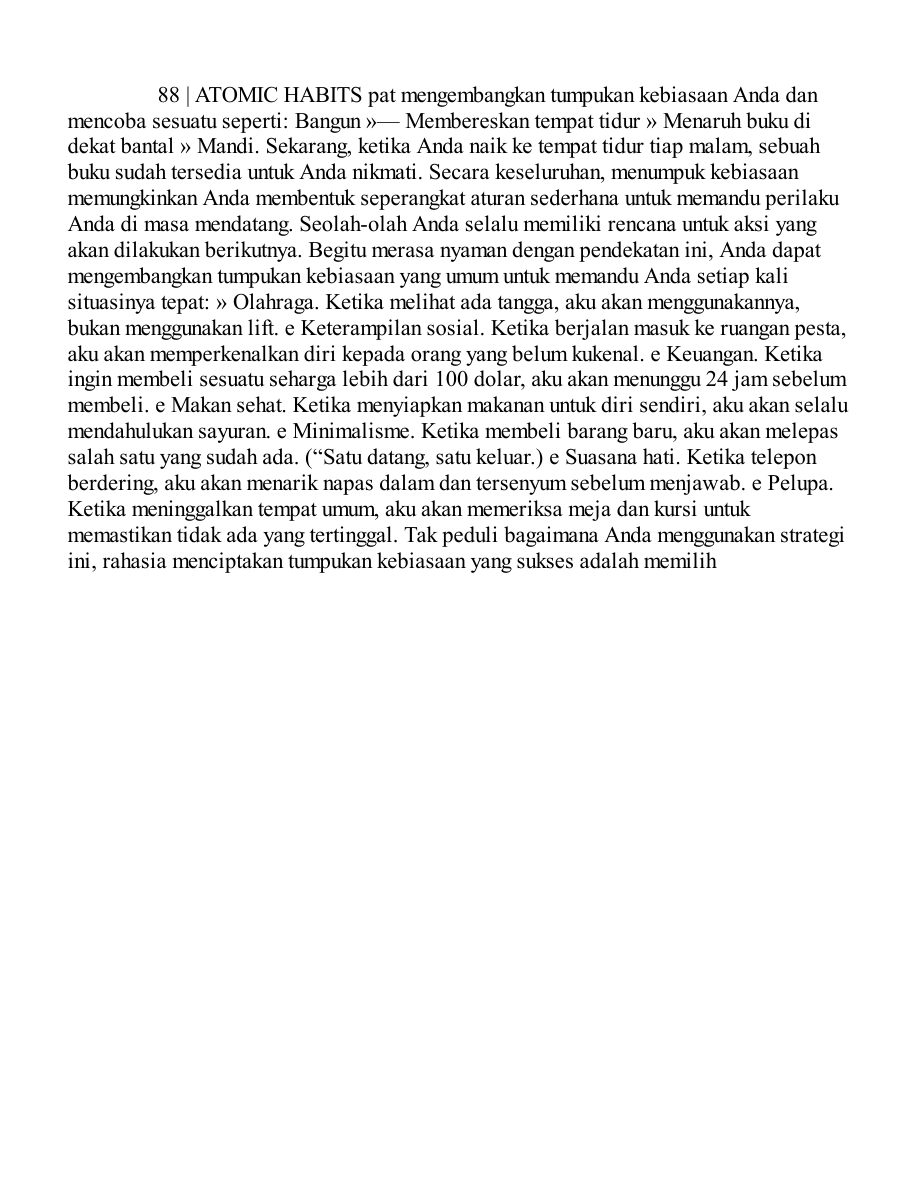 88 | ATOMIC HABITS pat mengembangkan tumpukan kebiasaan Anda dan
mencoba sesuatu seperti: Bangun »— Membereskan tempat tidur » Menaruh buku di
dekat bantal » Mandi. Sekarang, ketika Anda naik ke tempat tidur tiap malam, sebuah
buku sudah tersedia untuk Anda nikmati. Secara keseluruhan, menumpuk kebiasaan
memungkinkan Anda membentuk seperangkat aturan sederhana untuk memandu perilaku
Anda di masa mendatang. Seolah-olah Anda selalu memiliki rencana untuk aksi yang
akan dilakukan berikutnya. Begitu merasa nyaman dengan pendekatan ini, Anda dapat
mengembangkan tumpukan kebiasaan yang umum untuk memandu Anda setiap kali
situasinya tepat: » Olahraga. Ketika melihat ada tangga, aku akan menggunakannya,
bukan menggunakan lift. e Keterampilan sosial. Ketika berjalan masuk ke ruangan pesta,
aku akan memperkenalkan diri kepada orang yang belum kukenal. e Keuangan. Ketika
ingin membeli sesuatu seharga lebih dari 100 dolar, aku akan menunggu 24 jam sebelum
membeli. e Makan sehat. Ketika menyiapkan makanan untuk diri sendiri, aku akan selalu
mendahulukan sayuran. e Minimalisme. Ketika membeli barang baru, aku akan melepas
salah satu yang sudah ada. (“Satu datang, satu keluar.) e Suasana hati. Ketika telepon
berdering, aku akan menarik napas dalam dan tersenyum sebelum menjawab. e Pelupa.
Ketika meninggalkan tempat umum, aku akan memeriksa meja dan kursi untuk
memastikan tidak ada yang tertinggal. Tak peduli bagaimana Anda menggunakan strategi
ini, rahasia menciptakan tumpukan kebiasaan yang sukses adalah memilih